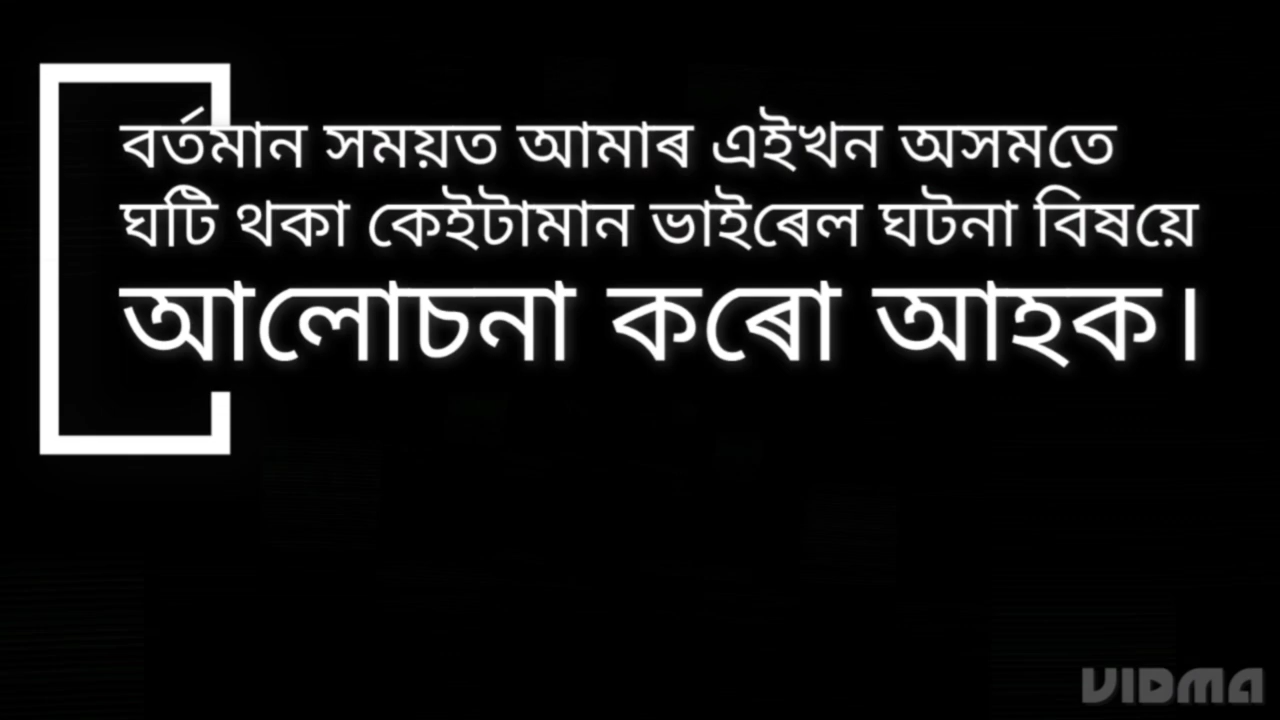 বৰ্তমান সময়ত আমাৰ এইখন অসমতে
ঘটি থকা কেইটামান ভাইৰেল ঘটনা বিষয়ে
আলোচনা কৰো আহক।
VIDMA